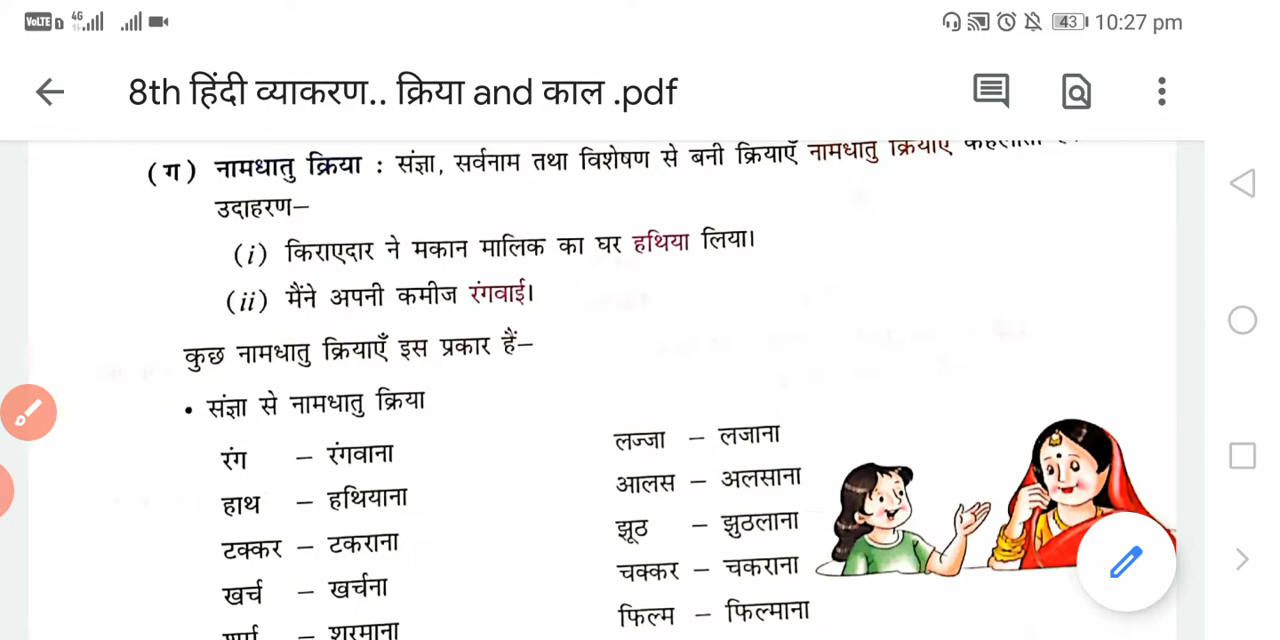 VoLTE 1 4G 43 10:27 pm
8th हिंदी व्याकरण.. क्रिया and काल .pdf
(ग) नामधातु क्रिया : संज्ञा, सर्वनाम तथा विशेषण से बनी क्रियाएँ नामधातु क्रियाएँ
उदाहरण–
(i) किराएदार ने मकान मालिक का घर हथिया लिया।
(ii) मैंने अपनी कमीज रंगवाई।
कुछ नामधातु क्रियाएँ इस प्रकार हैं–
• संज्ञा से नामधातु क्रिया
रंग – रंगवाना लज्जा – लजाना
हाथ – हथियाना आलस – अलसाना
टक्कर – टकराना झूठ – झुठलाना
खर्च – खर्चना चक्कर – चकराना
– शरमाना फिल्म – फिल्माना